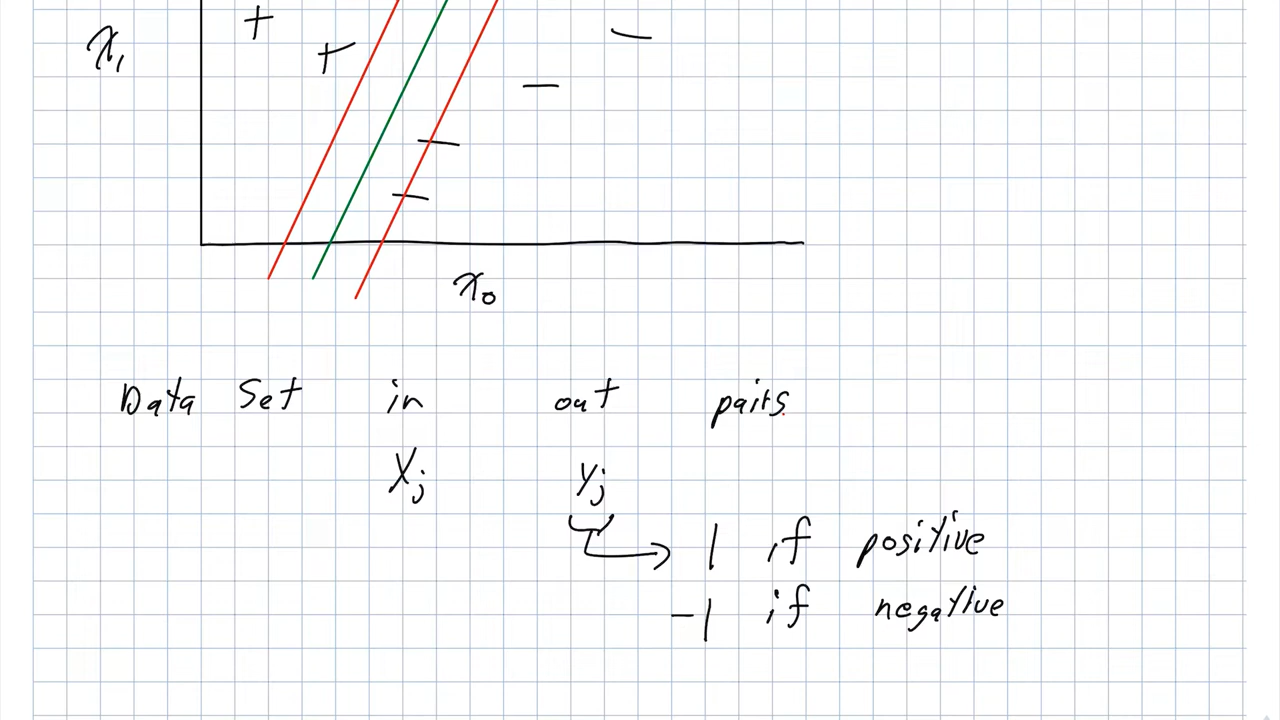 + −
x₁ + −
−
−
x₀
Data Set in out pairs
Xj yj
1 if positive
-1 if negative